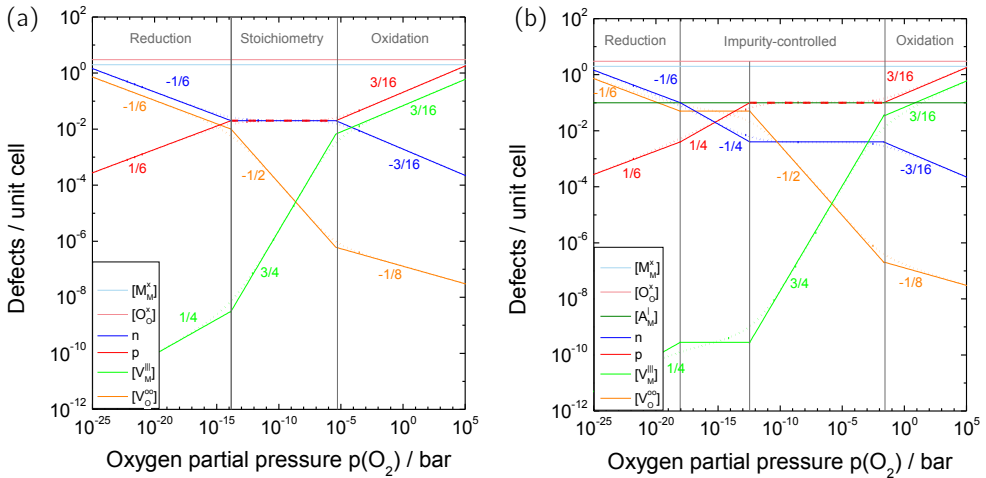 (a)
Reduction Stoichiometry Oxidation
10^2
10^0
10^-2
10^-4
10^-6
10^-8
10^-10
10^-12
Defects / unit cell
-1/6
-1/6
1/6
-1/2
3/4
1/4
3/16
3/16
-3/16
-1/8
[M_M^x]
[O_O^x]
n
p
[V_M^|||]
[V_O^oo]
10^-25 10^-20 10^-15 10^-10 10^-5 10^0 10^5
Oxygen partial pressure p(O_2) / bar
(b)
Reduction Impurity-controlled Oxidation
10^2
10^0
10^-2
10^-4
10^-6
10^-8
10^-10
10^-12
Defects / unit cell
-1/6
-1/6
1/6
1/4
-1/4
-1/2
3/4
1/4
3/16
3/16
-3/16
-1/8
[M_M^x]
[O_O^x]
[A_M^|]
n
p
[V_M^|||]
[V_O^oo]
10^-25 10^-20 10^-15 10^-10 10^-5 10^0 10^5
Oxygen partial pressure p(O_2) / bar